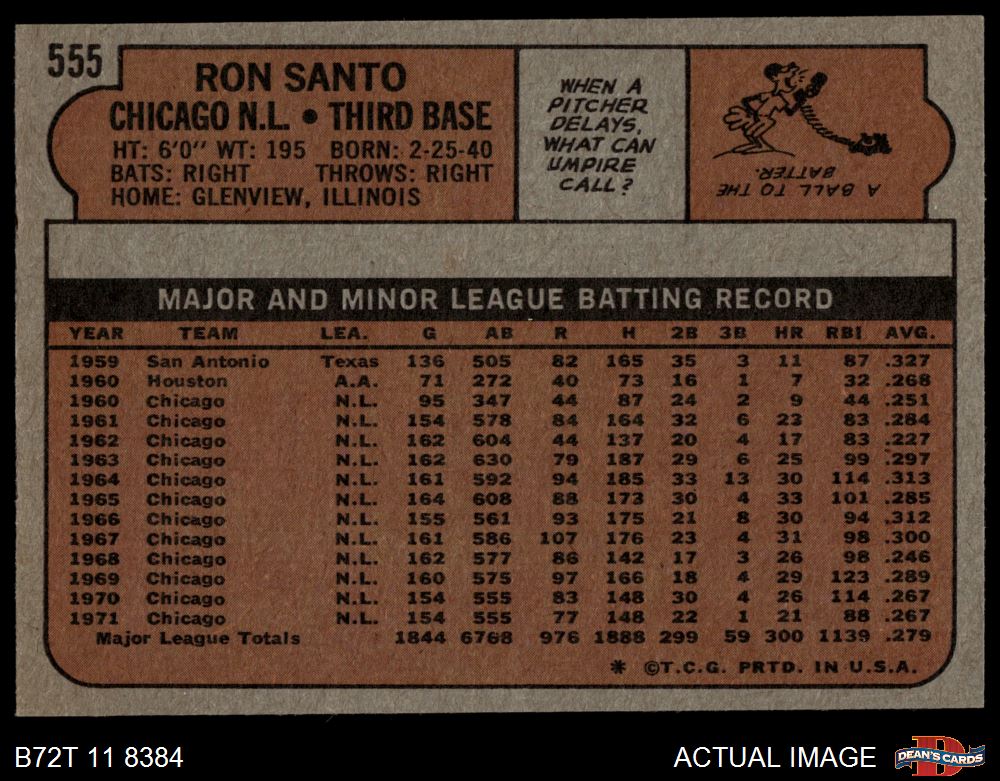 555
RON SANTO
CHICAGO N.L. • THIRD BASE
HT: 6'0" WT: 195 BORN: 2-25-40
BATS: RIGHT THROWS: RIGHT
HOME: GLENVIEW, ILLINOIS
WHEN A
PITCHER
DELAYS,
WHAT CAN
UMPIRE
CALL?
A BALL TO THE
BATTER.
MAJOR AND MINOR LEAGUE BATTING RECORD
YEAR TEAM LEA. G AB R H 2B 3B HR RBI AVG.
1959 San Antonio Texas 136 505 82 165 35 3 11 87 .327
1960 Houston A.A. 71 272 40 73 16 1 7 32 .268
1960 Chicago N.L. 95 347 44 87 24 2 9 44 .251
1961 Chicago N.L. 154 578 84 164 32 6 23 83 .284
1962 Chicago N.L. 162 604 44 137 20 4 17 83 .227
1963 Chicago N.L. 162 630 79 187 29 6 25 99 .297
1964 Chicago N.L. 161 592 94 185 33 13 30 114 .313
1965 Chicago N.L. 164 608 88 173 30 4 33 101 .285
1966 Chicago N.L. 155 561 93 175 21 8 30 94 .312
1967 Chicago N.L. 161 586 107 176 23 4 31 98 .300
1968 Chicago N.L. 162 577 86 142 17 3 26 98 .246
1969 Chicago N.L. 160 575 97 166 18 4 29 123 .289
1970 Chicago N.L. 154 555 83 148 30 4 26 114 .267
1971 Chicago N.L. 154 555 77 148 22 1 21 88 .267
Major League Totals 1844 6768 976 1888 299 59 300 1139 .279
* ©T.C.G. PRTD. IN U.S.A.
B72T 11 8384
ACTUAL IMAGE
DEAN'S CARDS